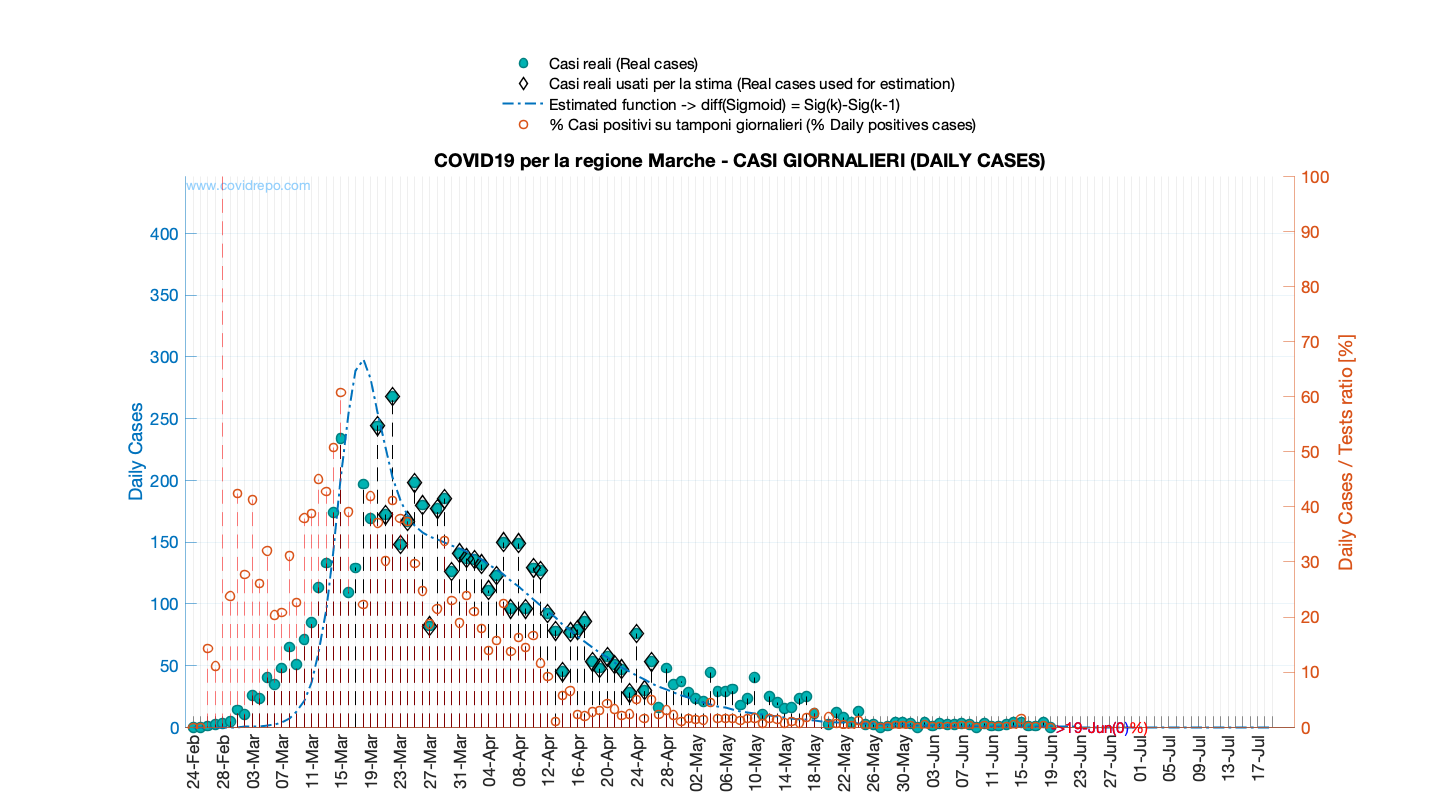 Casi reali (Real cases)
Casi reali usati per la stima (Real cases used for estimation)
Estimated function -> diff(Sigmoid) = Sig(k)-Sig(k-1)
% Casi positivi su tamponi giornalieri (% Daily positives cases)
COVID19 per la regione Marche - CASI GIORNALIERI (DAILY CASES)
www.covidrepo.com
Daily Cases
400
350
300
250
200
150
100
50
0
100
90
80
70
60
50
40
30
20
10
0
Daily Cases / Tests ratio [%]
24-Feb
28-Feb
03-Mar
07-Mar
11-Mar
15-Mar
19-Mar
23-Mar
27-Mar
31-Mar
04-Apr
08-Apr
12-Apr
16-Apr
20-Apr
24-Apr
28-Apr
02-May
06-May
10-May
14-May
18-May
22-May
26-May
30-May
03-Jun
07-Jun
11-Jun
15-Jun
19-Jun
23-Jun
27-Jun
01-Jul
05-Jul
09-Jul
13-Jul
17-Jul